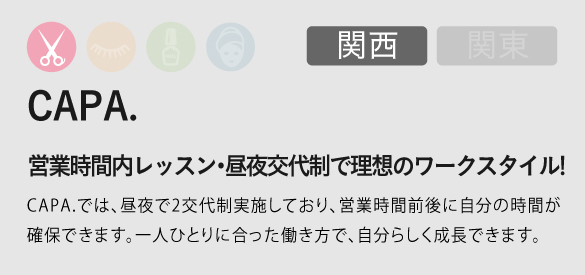 関西
関東
CAPA.
営業時間内レッスン・昼夜交代制で理想のワークスタイル!
CAPA.では、昼夜で2交代制実施しており、営業時間前後に自分の時間が
確保できます。一人ひとりに合った働き方で、自分らしく成長できます。